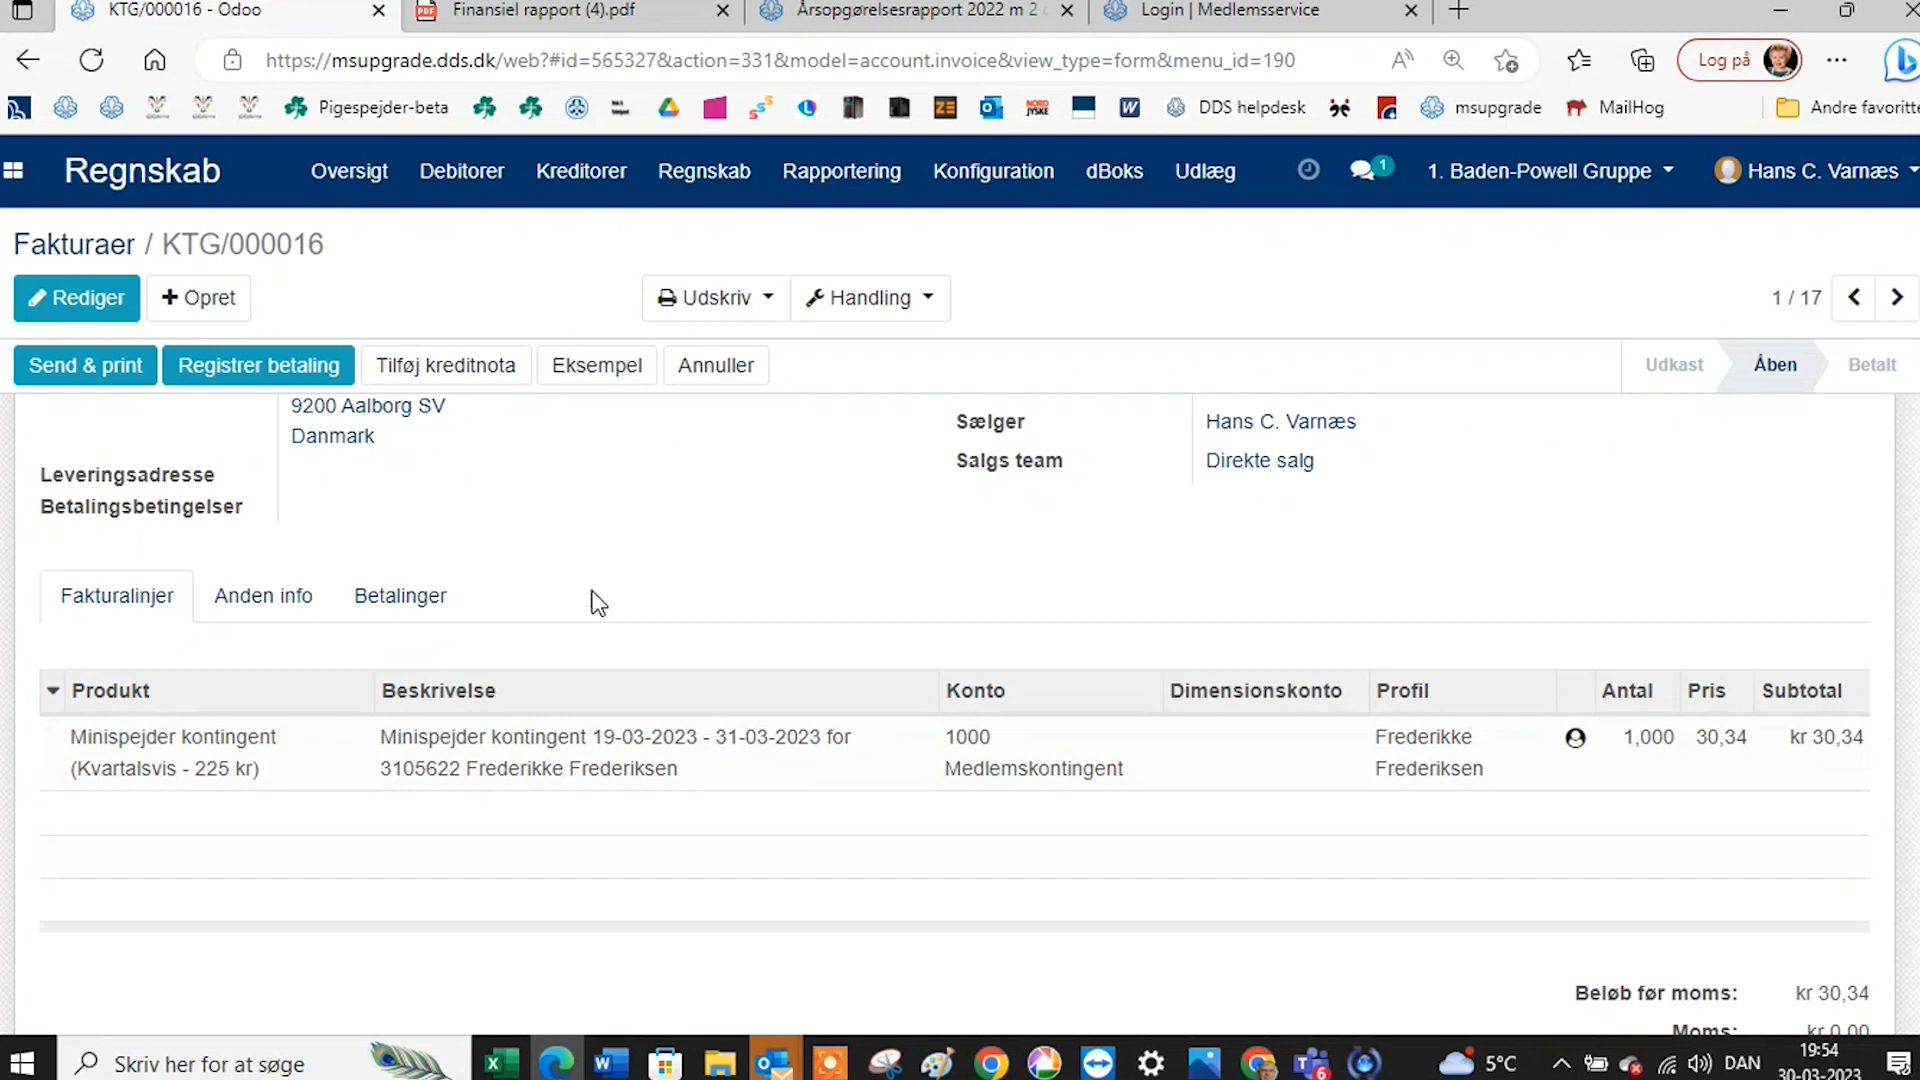 KTG/000016 - Odoo
Finansiel rapport (4).pdf
Årsopgørelsesrapport 2022 m 2
Login | Medlemsservice
https://msupgrade.dds.dk/web?#id=565327&action=331&model=account.invoice&view_type=form&menu_id=190
Log på
Pigespejder-beta
DDS helpdesk
msupgrade
MailHog
Andre favoritte
Regnskab
Oversigt
Debitorer
Kreditorer
Regnskab
Rapportering
Konfiguration
dBoks
Udlæg
1
1. Baden-Powell Gruppe
Hans C. Varnæs
Fakturaer / KTG/000016
Rediger
Opret
Udskriv
Handling
1 / 17
Send & print
Registrer betaling
Tilføj kreditnota
Eksempel
Annuller
Udkast
Åben
Betalt
9200 Aalborg SV
Danmark
Leveringsadresse
Betalingsbetingelser
Sælger
Hans C. Varnæs
Salgs team
Direkte salg
Fakturalinjer
Anden info
Betalinger
Produkt
Beskrivelse
Konto
Dimensionskonto
Profil
Antal
Pris
Subtotal
Minispejder kontingent
(Kvartalsvis - 225 kr)
Minispejder kontingent 19-03-2023 - 31-03-2023 for
3105622 Frederikke Frederiksen
1000
Medlemskontingent
Frederikke
Frederiksen
1,000
30,34
kr 30,34
Beløb før moms:
kr 30,34
Moms:
kr 0,00
Skriv her for at søge
6
5°C
DAN
19:54
30-03-2023